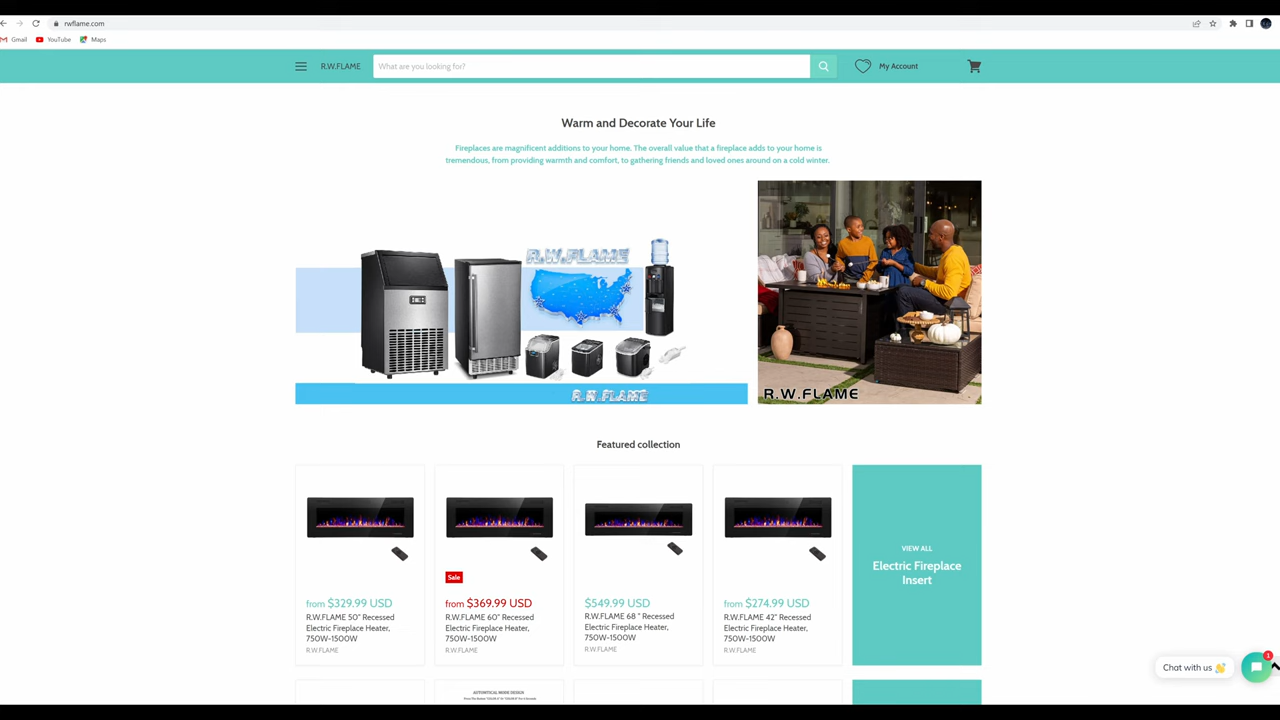 rwflame.com
Gmail
YouTube
Maps
R.W.FLAME
What are you looking for?
My Account
Warm and Decorate Your Life
Fireplaces are magnificent additions to your home. The overall value that a fireplace adds to your home is
tremendous, from providing warmth and comfort, to gathering friends and loved ones around on a cold winter.
R.W.FLAME
R.W.FLAME
R.W.FLAME
Featured collection
VIEW ALL
Electric Fireplace
Insert
Sale
from $329.99 USD
R.W.FLAME 50" Recessed
Electric Fireplace Heater,
750W-1500W
R.W.FLAME
from $369.99 USD
R.W.FLAME 60" Recessed
Electric Fireplace Heater,
750W-1500W
R.W.FLAME
$549.99 USD
R.W.FLAME 68 " Recessed
Electric Fireplace Heater,
750W-1500W
R.W.FLAME
from $274.99 USD
R.W.FLAME 42" Recessed
Electric Fireplace Heater,
750W-1500W
R.W.FLAME
Chat with us 👋
1